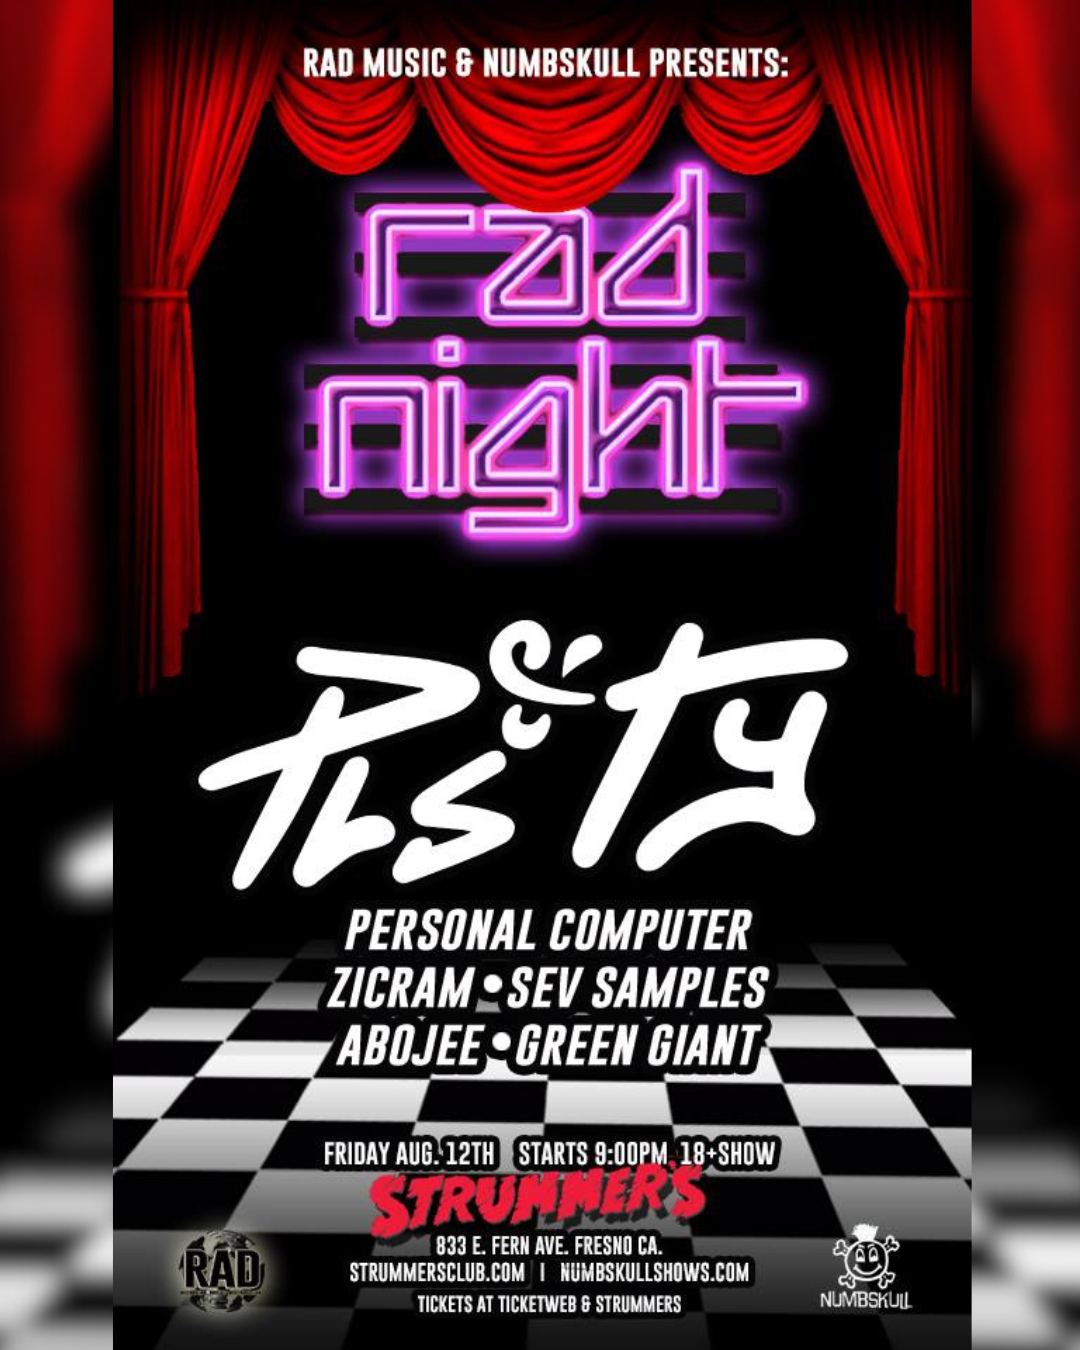 RAD MUSIC & NUMBSKULL PRESENTS:
rad
night
PLS&TY
PERSONAL COMPUTER
ZICRAM • SEV SAMPLES
ABOJEE • GREEN GIANT
FRIDAY AUG. 12TH STARTS 9:00PM 18+SHOW
STRUMMER'S
833 E. FERN AVE. FRESNO CA.
STRUMMERSCLUB.COM | NUMBSKULLSHOWS.COM
TICKETS AT TICKETWEB & STRUMMERS
RAD
NUMBSKULL